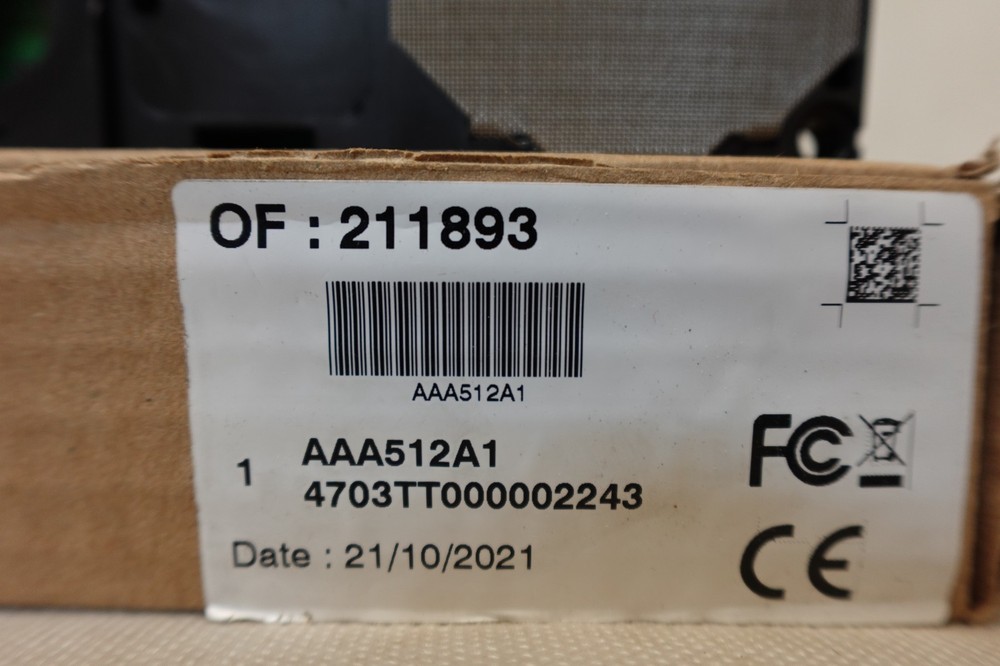 OF : 211893
AAA512A1
1 AAA512A1
4703TT000002243
FC
Date : 21/10/2021
CE